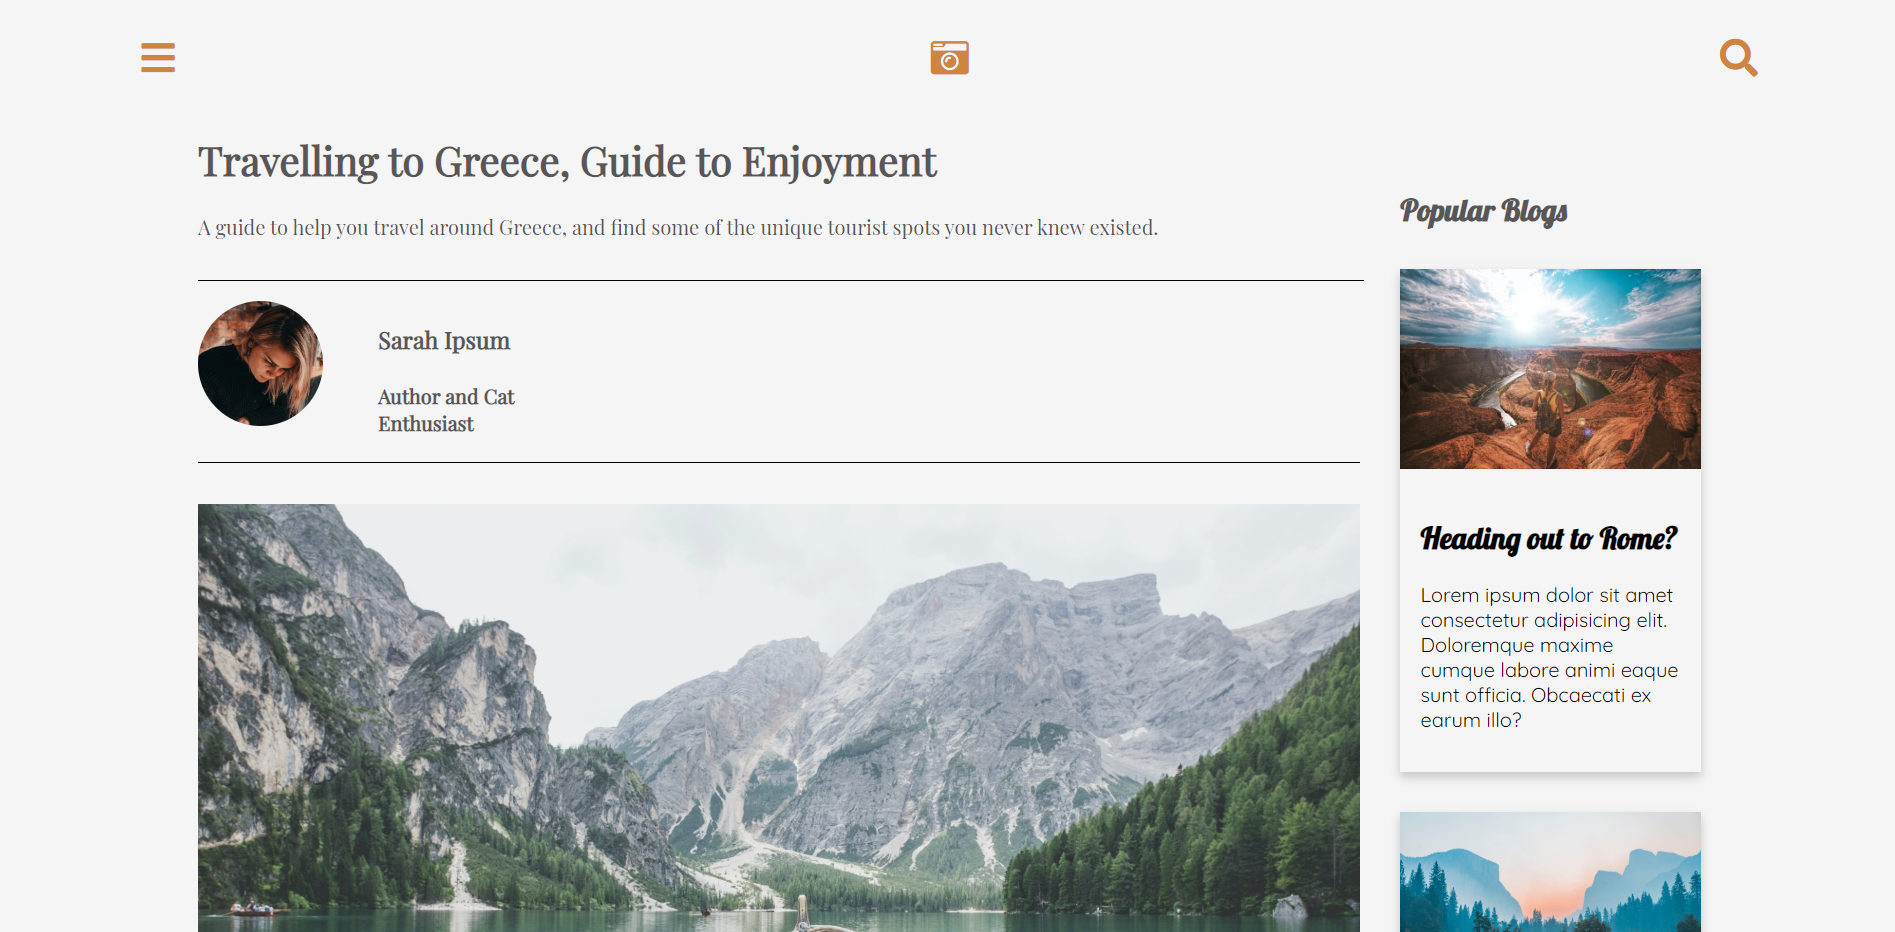 Travelling to Greece, Guide to Enjoyment
A guide to help you travel around Greece, and find some of the unique tourist spots you never knew existed.
Sarah Ipsum
Author and Cat
Enthusiast
Popular Blogs
Heading out to Rome?
Lorem ipsum dolor sit amet
consectetur adipisicing elit.
Doloremque maxime
cumque labore animi eaque
sunt officia. Obcaecati ex
earum illo?